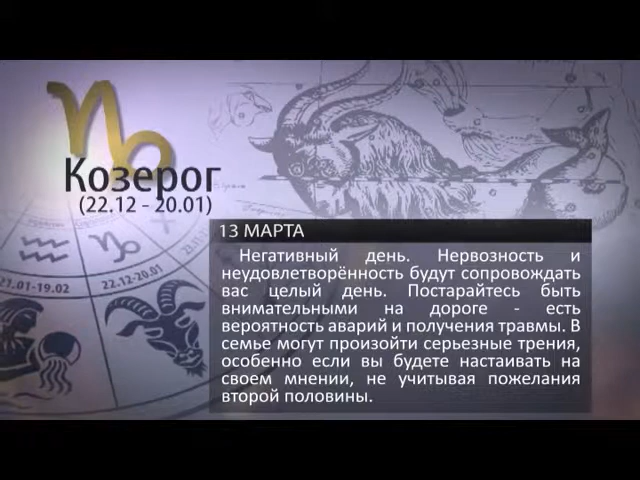 Козерог
(22.12 - 20.01)
21.01-19.02
22.12-20.01
13 МАРТА
Негативный день. Нервозность и
неудовлетворённость будут сопровождать
вас целый день. Постарайтесь быть
внимательными на дороге - есть
вероятность аварий и получения травмы. В
семье могут произойти серьезные трения,
особенно если вы будете настаивать на
своем мнении, не учитывая пожелания
второй половины.